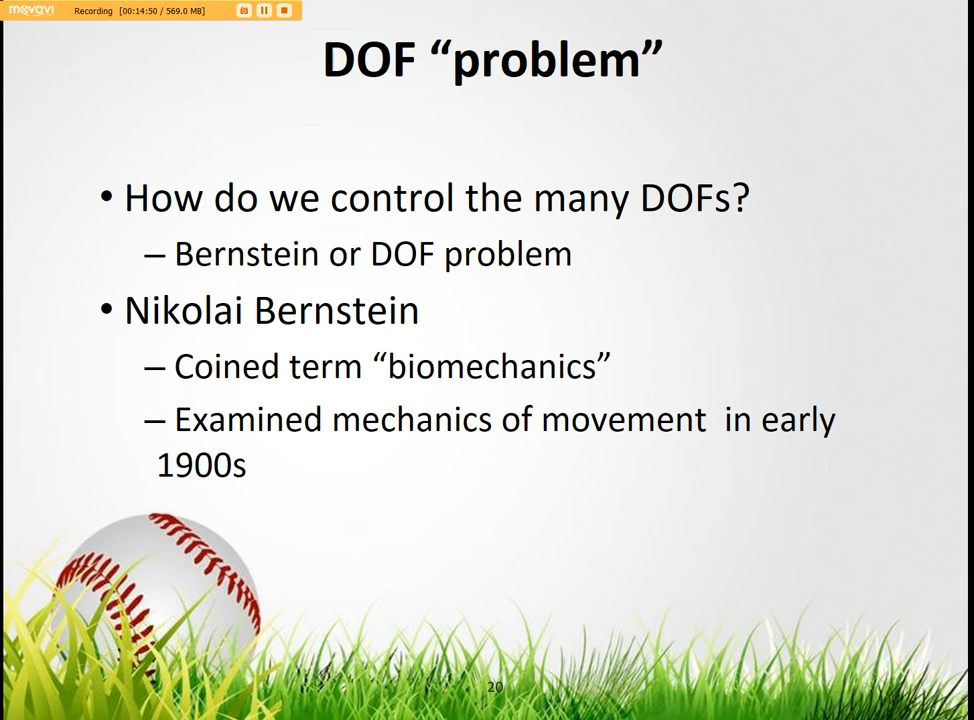 movavi Recording [00:14:50 / 569.0 MB]
DOF “problem”
• How do we control the many DOFs?
– Bernstein or DOF problem
• Nikolai Bernstein
– Coined term “biomechanics”
– Examined mechanics of movement in early
1900s
20